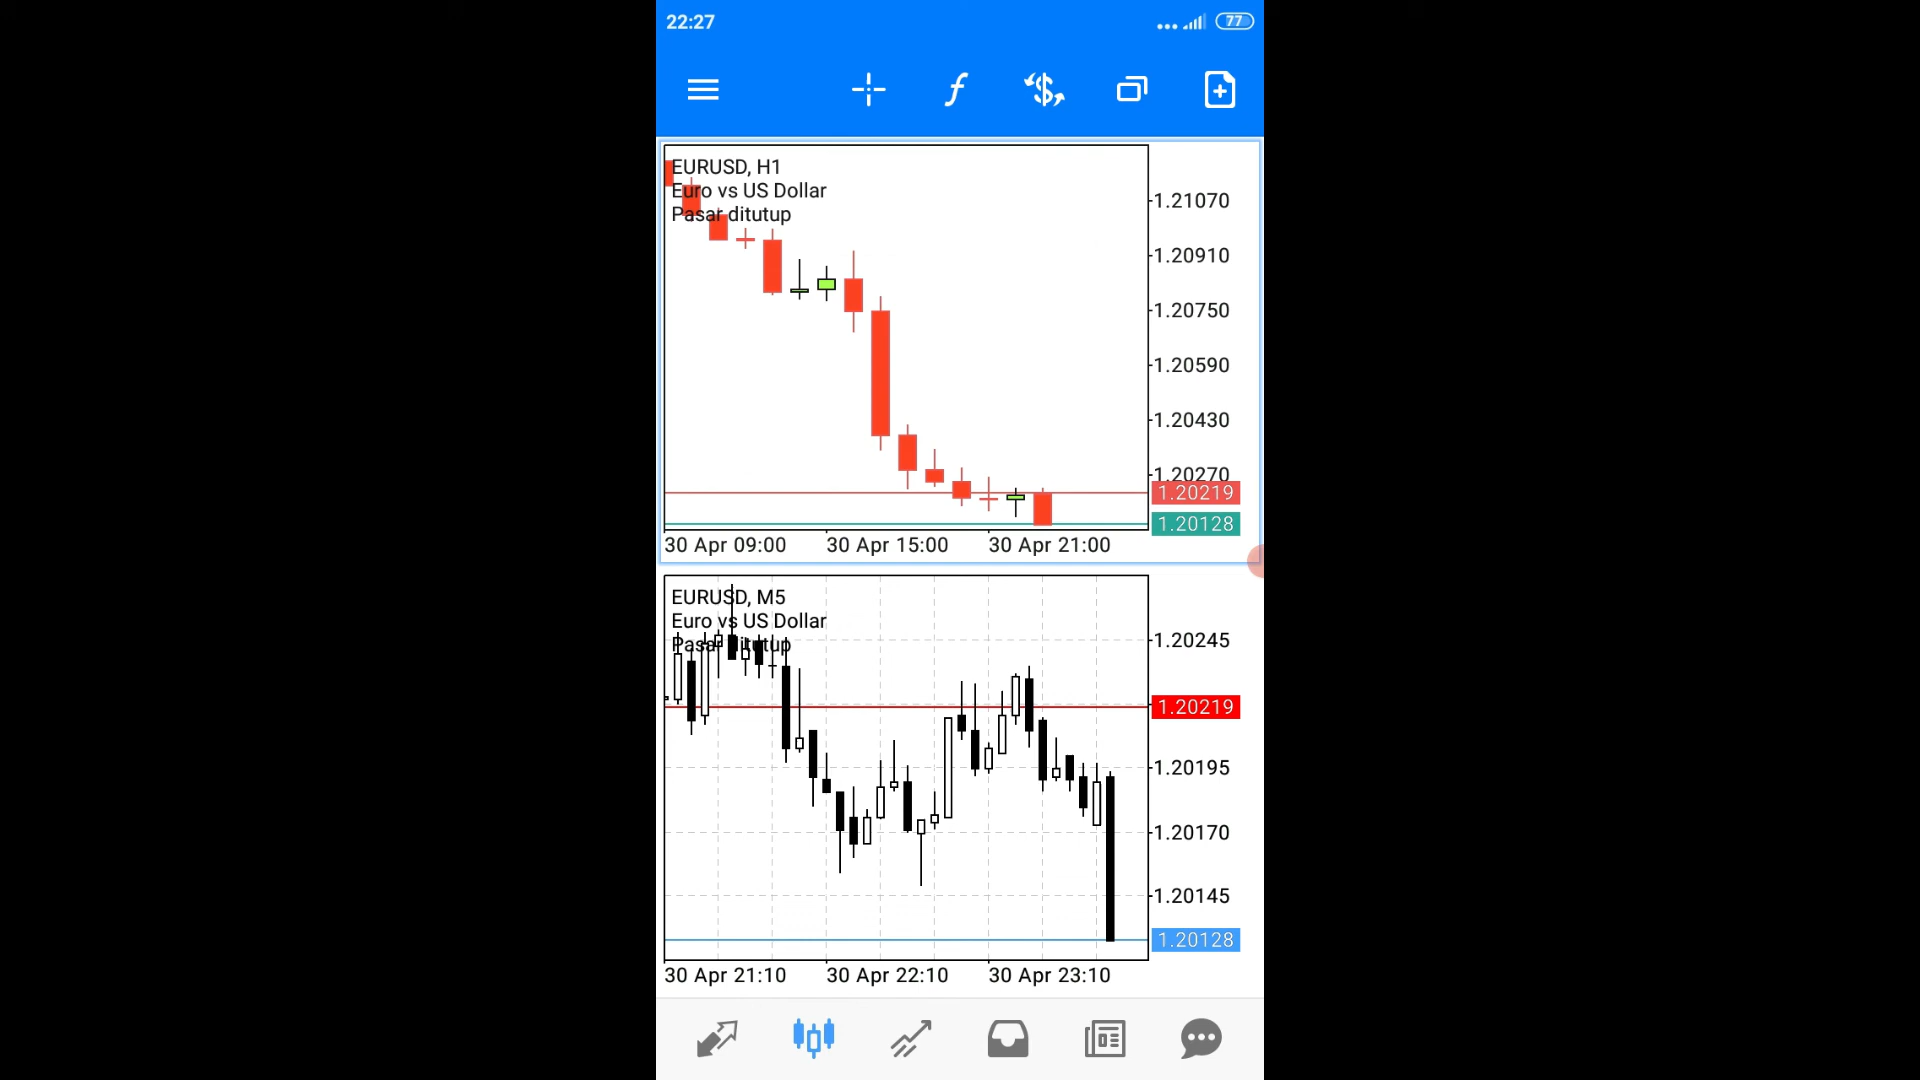 22:27
77
EURUSD, H1
Euro vs US Dollar
Pasar ditutup
1.21070
1.20910
1.20750
1.20590
1.20430
1.20270
1.20219
1.20128
30 Apr 09:00 30 Apr 15:00 30 Apr 21:00
EURUSD, M5
Euro vs US Dollar
Pasar ditutup
1.20245
1.20219
1.20195
1.20170
1.20145
1.20128
30 Apr 21:10 30 Apr 22:10 30 Apr 23:10